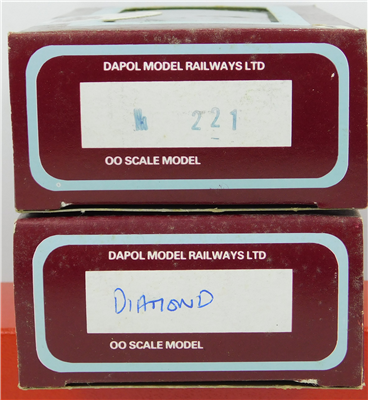 DAPOL MODEL RAILWAYS LTD
221
OO SCALE MODEL
DAPOL MODEL RAILWAYS LTD
DIAMOND
OO SCALE MODEL